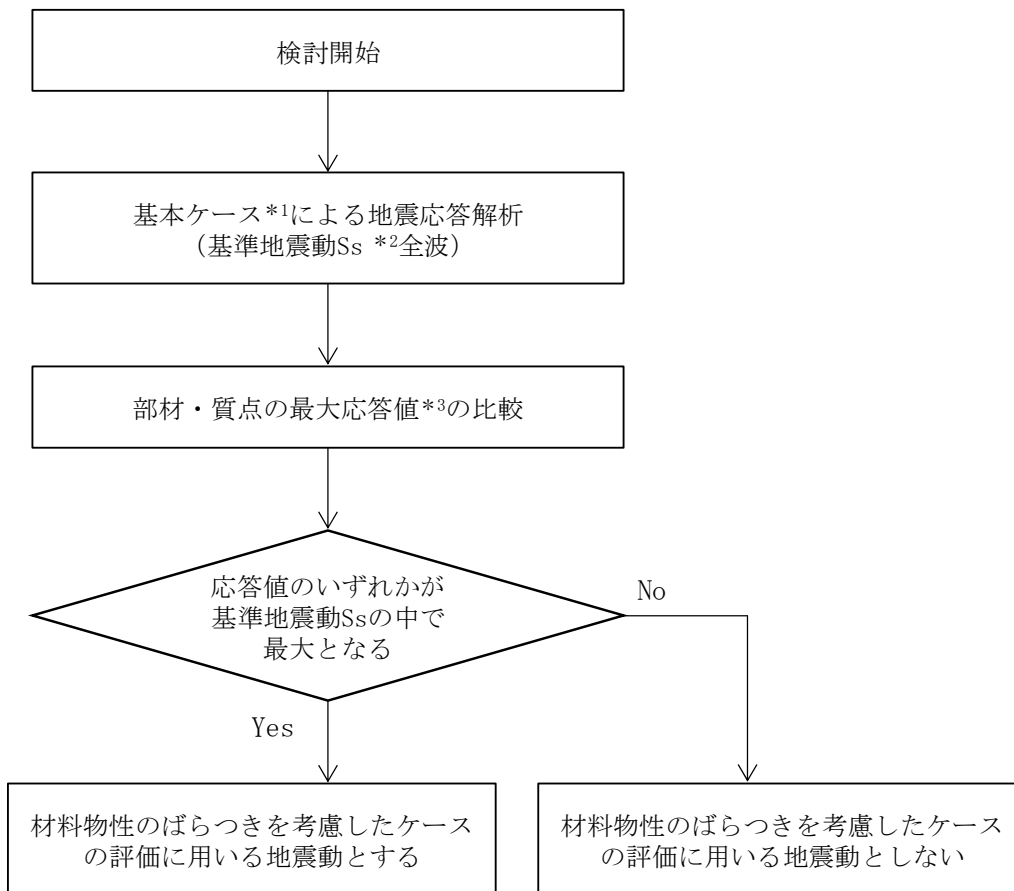 検討開始
基本ケース*1による地震応答解析
（基準地震動Ss *2全波）
部材・質点の最大応答値*3の比較
応答値のいずれかが
基準地震動Ssの中で
最大となる
No
Yes
材料物性のばらつきを考慮したケース
の評価に用いる地震動とする
材料物性のばらつきを考慮したケース
の評価に用いる地震動としない